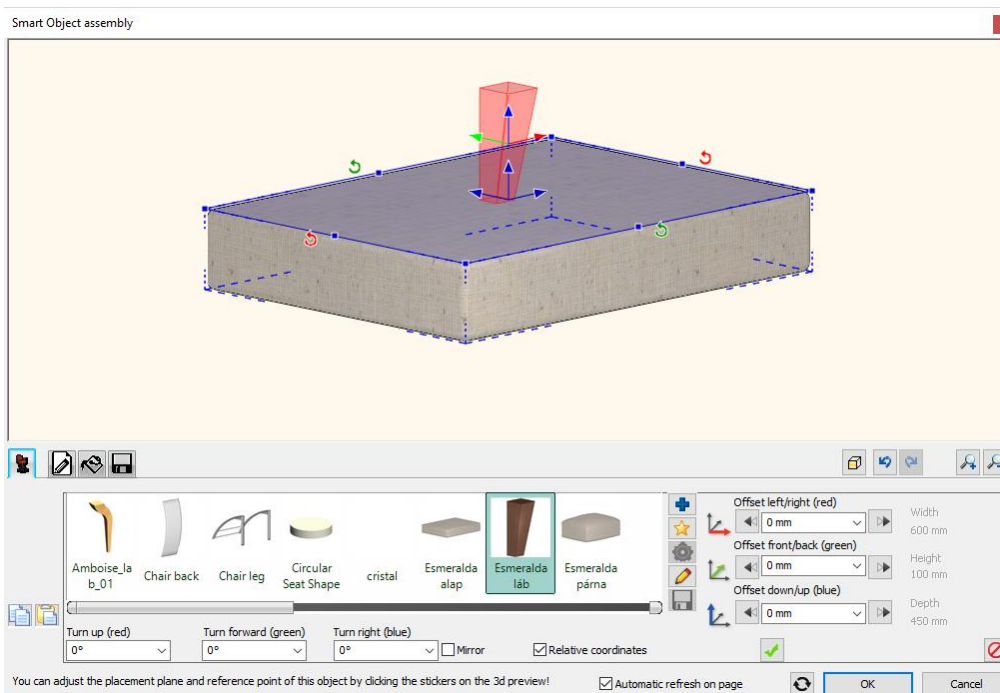 Smart Object assembly
Amboise_la
b_01
Chair back
Chair leg
Circular
Seat Shape
cristal
Esmeralda
alap
Esmeralda
láb
Esmeralda
párna
Offset left/right (red)
0 mm
Offset front/back (green)
0 mm
Offset down/up (blue)
0 mm
Width
600 mm
Height
100 mm
Depth
450 mm
Turn up (red)
0°
Turn forward (green)
0°
Turn right (blue)
0°
Mirror
Relative coordinates
You can adjust the placement plane and reference point of this object by clicking the stickers on the 3d preview!
Automatic refresh on page
OK
Cancel